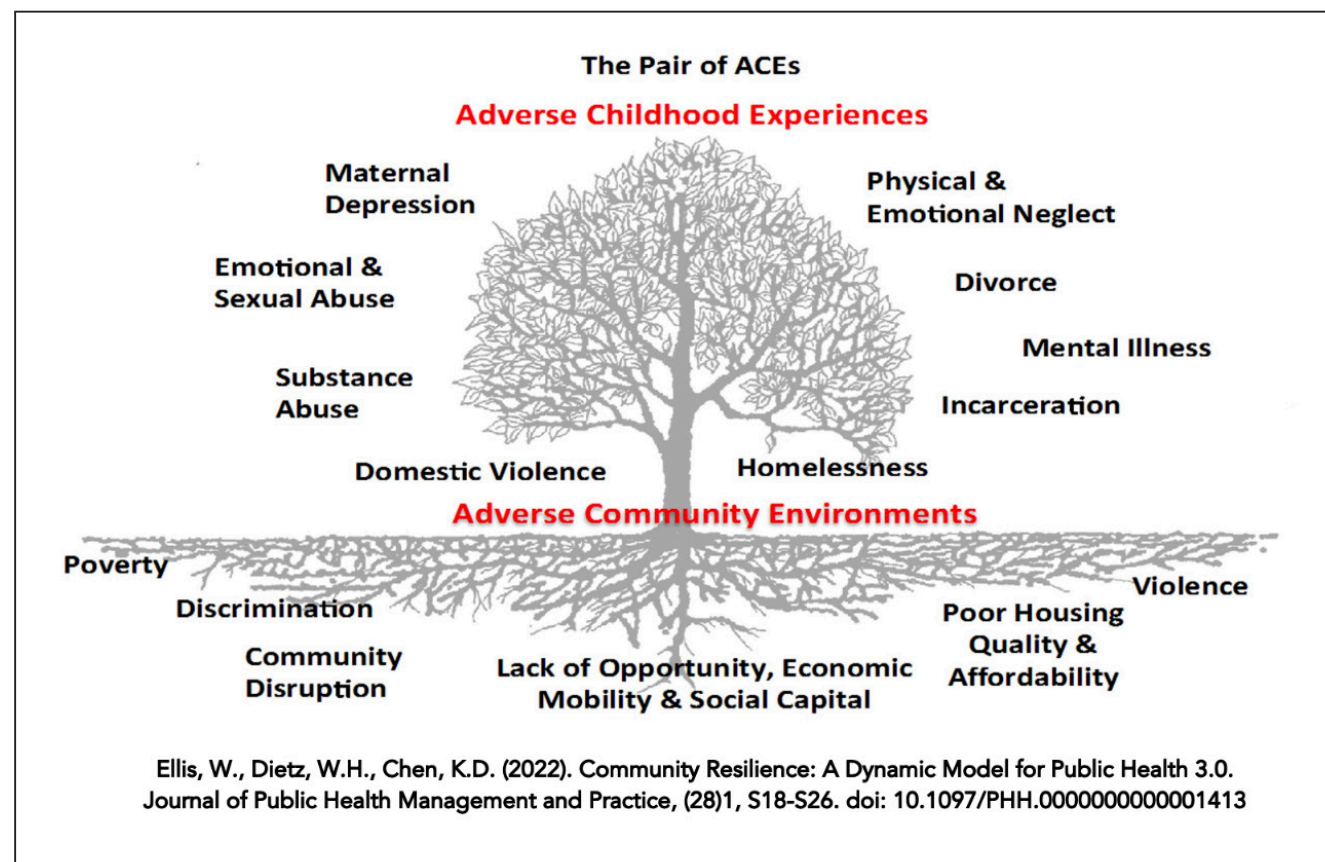 The Pair of ACEs
Adverse Childhood Experiences
Maternal
Depression
Physical &
Emotional Neglect
Emotional &
Sexual Abuse
Divorce
Mental Illness
Substance
Abuse
Incarceration
Domestic Violence
Homelessness
Adverse Community Environments
Poverty
Violence
Discrimination
Poor Housing
Quality &
Affordability
Community
Disruption
Lack of Opportunity, Economic
Mobility & Social Capital
Ellis, W., Dietz, W.H., Chen, K.D. (2022). Community Resilience: A Dynamic Model for Public Health 3.0.
Journal of Public Health Management and Practice, (28)1, S18-S26. doi: 10.1097/PHH.0000000000001413